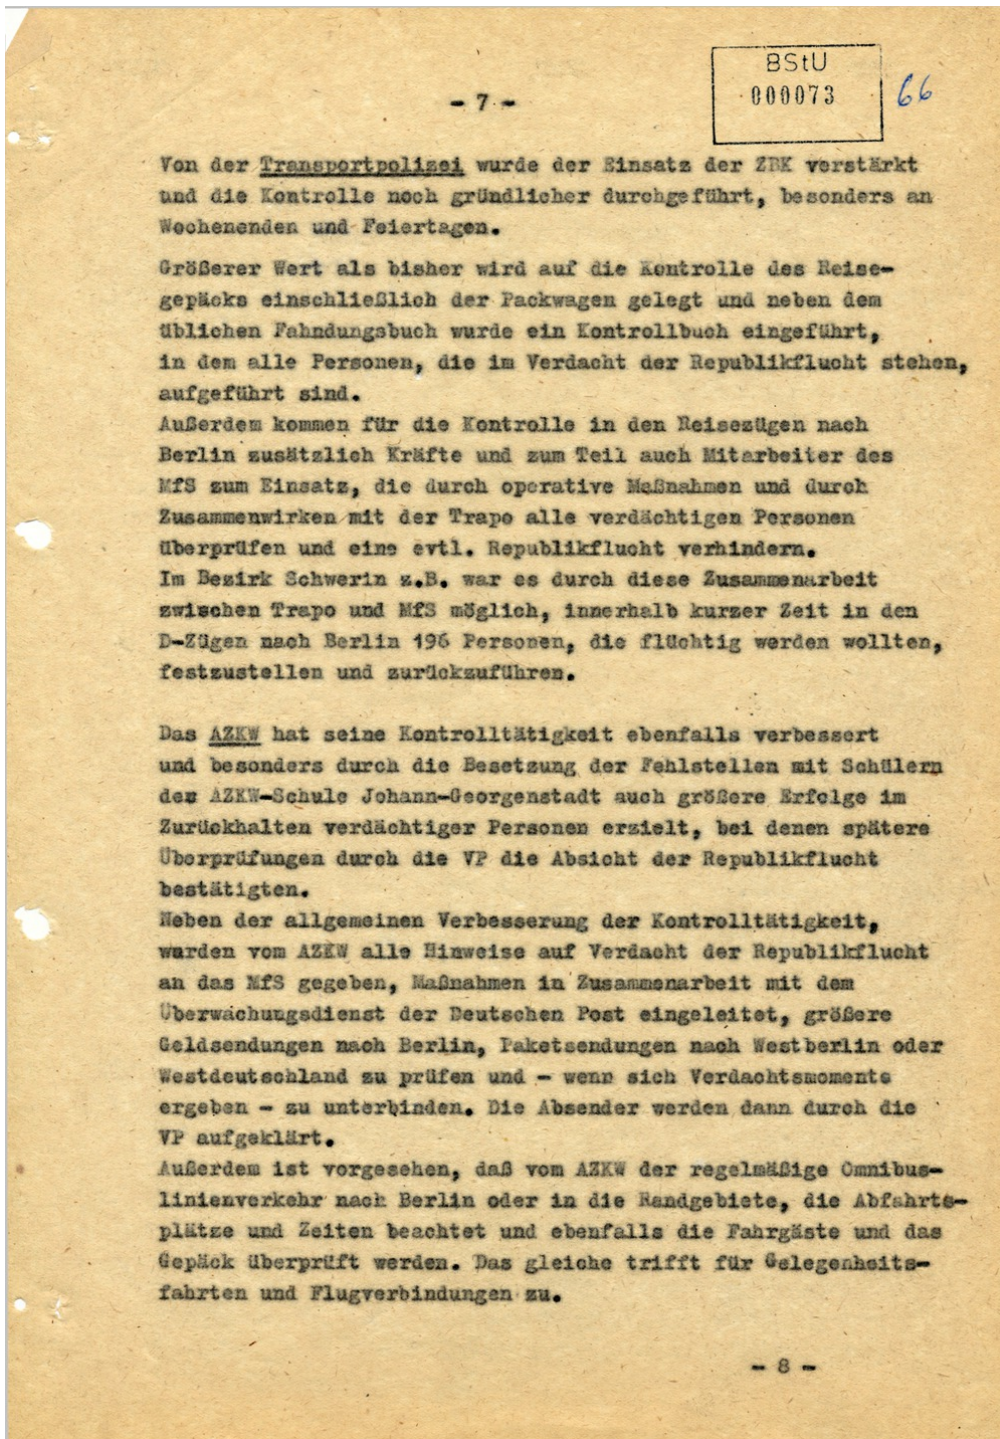 BStU
000073
66
- 7 -
Von der Transportpolizei wurde der Einsatz der ZBK verstärkt
und die Kontrolle noch gründlicher durchgeführt, besonders an
Wochenenden und Feiertagen.
Größerer Wert als bisher wird auf die Kontrolle des Reise-
gepäcks einschließlich der Packwagen gelegt und neben dem
üblichen Fahndungsbuch wurde ein Kontrollbuch eingeführt,
in dem alle Personen, die im Verdacht der Republikflucht stehen,
aufgeführt sind.
Außerdem kommen für die Kontrolle in den Reisezügen nach
Berlin zusätzlich Kräfte und zum Teil auch Mitarbeiter des
MfS zum Einsatz, die durch operative Maßnahmen und durch
Zusammenwirken mit der Trapo alle verdächtigen Personen
überprüfen und eine evtl. Republikflucht verhindern.
Im Bezirk Schwerin z.B. war es durch diese Zusammenarbeit
zwischen Trapo und MfS möglich, innerhalb kurzer Zeit in den
D-Zügen nach Berlin 196 Personen, die flüchtig werden wollten,
festzustellen und zurückzuführen.
Das AZKW hat seine Kontrolltätigkeit ebenfalls verbessert
und besonders durch die Besetzung der Fehlstellen mit Schülern
der AZKW-Schule Johann-Georgenstadt auch größere Erfolge im
Zurückhalten verdächtiger Personen erzielt, bei denen spätere
Überprüfungen durch die VP die Absicht der Republikflucht
bestätigten.
Neben der allgemeinen Verbesserung der Kontrolltätigkeit,
werden vom AZKW alle Hinweise auf Verdacht der Republikflucht
an das MfS gegeben, Maßnahmen in Zusammenarbeit mit dem
Überwachungsdienst der Deutschen Post eingeleitet, größere
Geldsendungen nach Berlin, Paketsendungen nach Westberlin oder
Westdeutschland zu prüfen und - wenn sich Verdachtsmomente
ergeben - zu unterbinden. Die Absender werden dann durch die
VP aufgeklärt.
Außerdem ist vorgesehen, daß vom AZKW der regelmäßige Omnibus-
linienverkehr nach Berlin oder in die Randgebiete, die Abfahrts-
plätze und Zeiten beachtet und ebenfalls die Fahrgäste und das
Gepäck überprüft werden. Das gleiche trifft für Gelegenheits-
fahrten und Flugverbindungen zu.
- 8 -